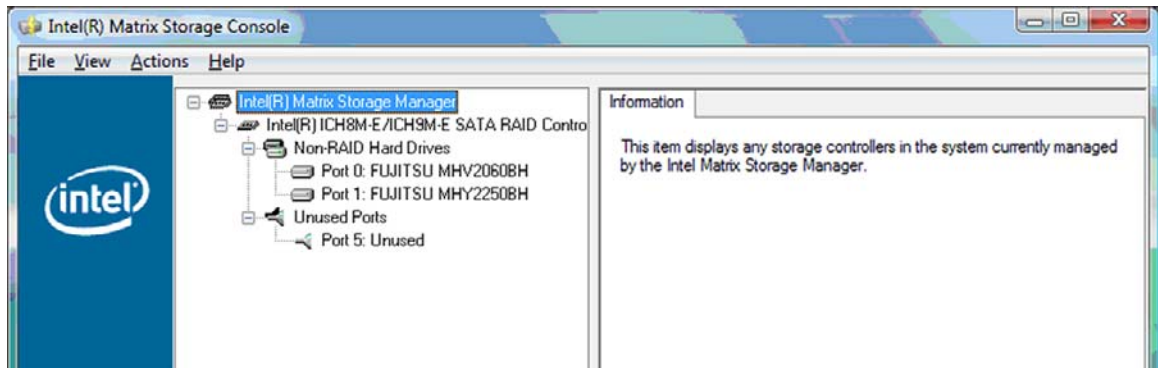 Intel(R) Matrix Storage Console
File View Actions Help
Intel(R) Matrix Storage Manager
Intel(R) ICH8M-E/ICH9M-E SATA RAID Contro
Non-RAID Hard Drives
Port 0: FUJITSU MHV2060BH
Port 1: FUJITSU MHY2250BH
Unused Ports
Port 5: Unused
intel
Information
This item displays any storage controllers in the system currently managed
by the Intel Matrix Storage Manager.